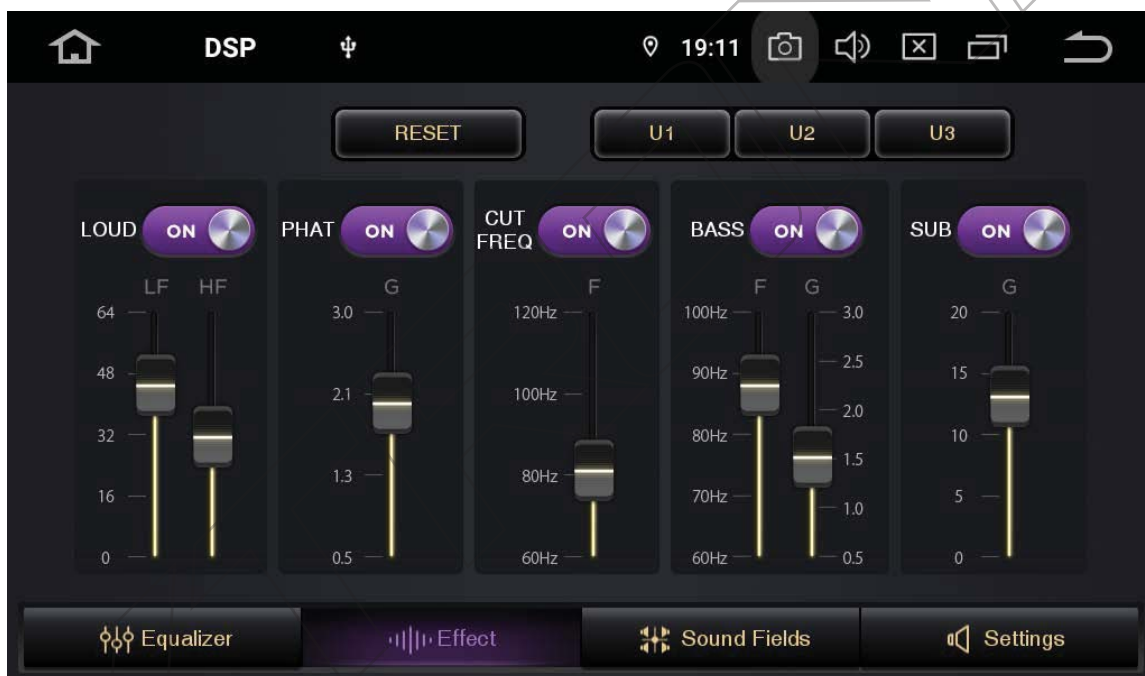 DSP 19:11
RESET U1 U2 U3
LOUD ON PHAT ON CUT FREQ ON BASS ON SUB ON
LF HF G F F G G
64 3.0 120Hz 100Hz 3.0 20
48 2.1 100Hz 90Hz 2.5 15
32 80Hz 2.0 10
16 1.3 80Hz 70Hz 1.5 5
1.0
0 0.5 60Hz 60Hz 0.5 0
Equalizer Effect Sound Fields Settings